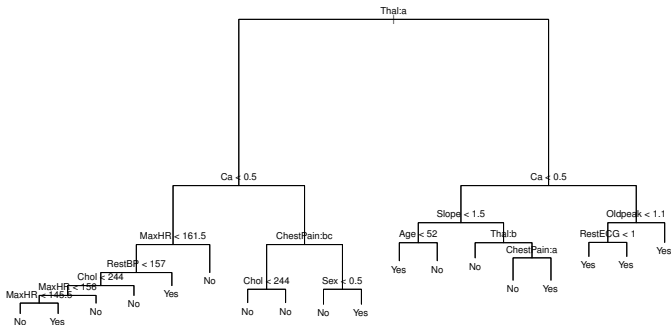 Thal:a
Ca < 0.5
Ca < 0.5
Slope < 1.5
Oldpeak < 1.1
MaxHR < 161.5
ChestPain:bc
Age < 52
Thal:b
RestECG < 1
ChestPain:a
Yes
No
No
Yes
Yes
Yes
RestBP < 157
Chol < 244
MaxHR < 156
MaxHR < 145.5
No
Chol < 244
Sex < 0.5
No
Yes
Yes
No
No
No
Yes
No
No
No
Yes